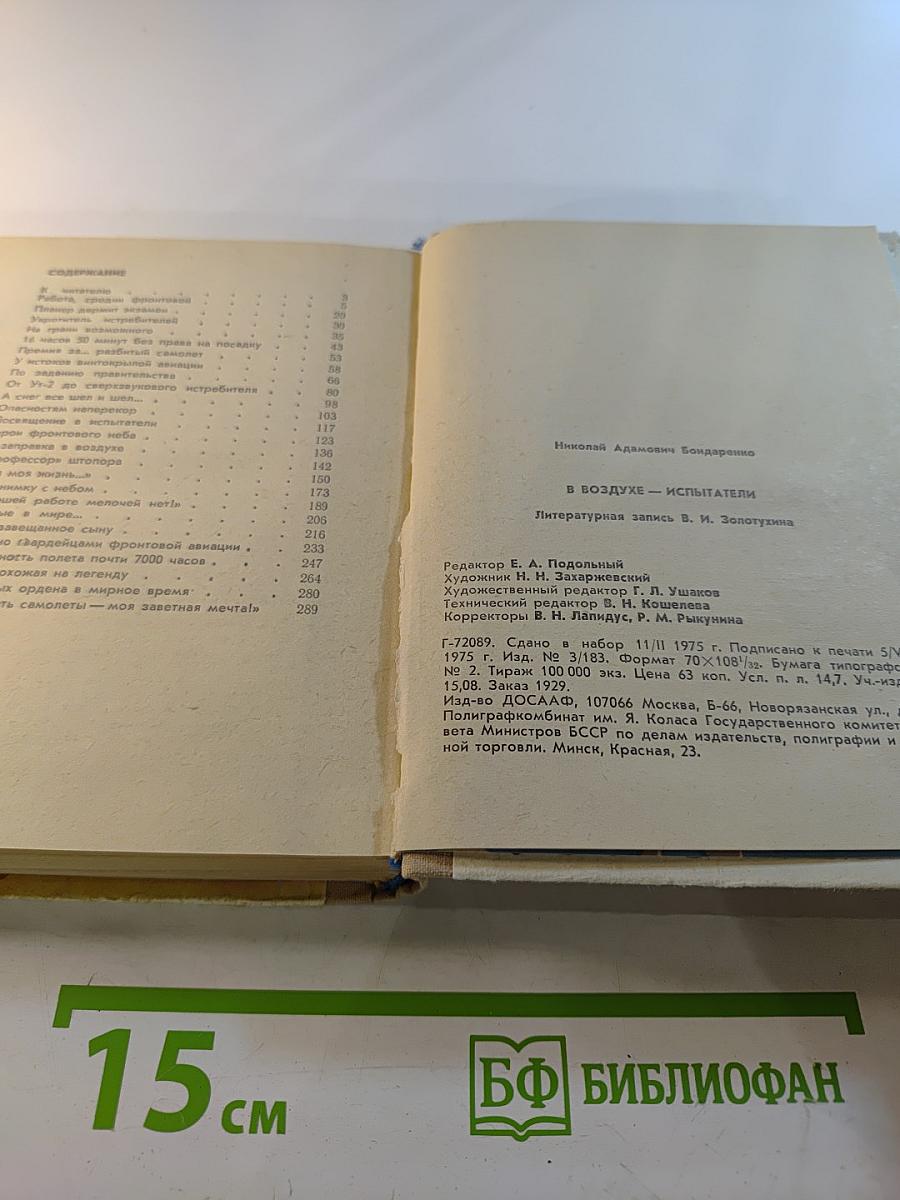 СОДЕРЖАНИЕ
К читателю 3
Работа, сродни фронтовой 5
Планер держит экзамен 20
Укротитель истребителей 30
На грани возможного 35
16 часов 30 минут без права на посадку 43
Премия за... разбитый самолет 53
У истоков винтокрылой авиации 58
По заданию правительства 66
От Ут-2 до сверхзвукового истребителя 80
А снег все шел и шел... 98
Опасностям наперекор 103
Посвящение в испытатели 117
ерои фронтового неба 123
заправка в воздухе 136
рофессор» штопора 142
я моя жизнь...» 150
нимку с небом 173
шей работе мелочей нет!» 189
ые в мире... 206
завещанное сыну 216
но гвардейцами фронтовой авиации 233
ность полета почти 7000 часов 247
охожая на легенду 264
ых ордена в мирное время 280
ть самолеты — моя заветная мечта!» 289
Николай Адамович Бондаренко
В ВОЗДУХЕ — ИСПЫТАТЕЛИ
Литературная запись В. И. Золотухина
Редактор Е. А. Подольный
Художник Н. Н. Захаржевский
Художественный редактор Г. Л. Ушаков
Технический редактор В. Н. Кошелева
Корректоры В. Н. Лапидус, Р. М. Рыкунина
Г-72089. Сдано в набор 11/II 1975 г. Подписано к печати 5/V
1975 г. Изд. № 3/183. Формат 70×108¹/₃₂. Бумага типографс
№ 2. Тираж 100 000 экз. Цена 63 коп. Усл. п. л. 14,7. Уч.-изд
15,08. Заказ 1929.
Изд-во ДОСААФ, 107066 Москва, Б-66, Новорязанская ул., д
Полиграфкомбинат им. Я. Коласа Государственного комитет
вета Министров БССР по делам издательств, полиграфии и
ной торговли. Минск, Красная, 23.
15 см
БФ БИБЛИОФАН